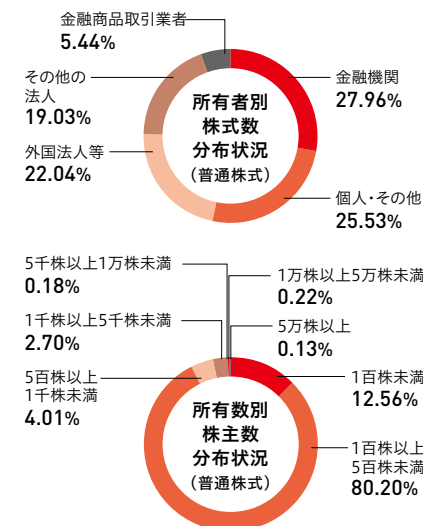 金融商品取引業者
5.44%
その他の
法人
19.03%
外国法人等
22.04%
所有者別
株式数
分布状況
(普通株式)
金融機関
27.96%
個人・その他
25.53%
5千株以上1万株未満
0.18%
1千株以上5千株未満
2.70%
5百株以上
1千株未満
4.01%
1万株以上5万株未満
0.22%
5万株以上
0.13%
所有数別
株主数
分布状況
(普通株式)
1百株未満
12.56%
1百株以上
5百株未満
80.20%